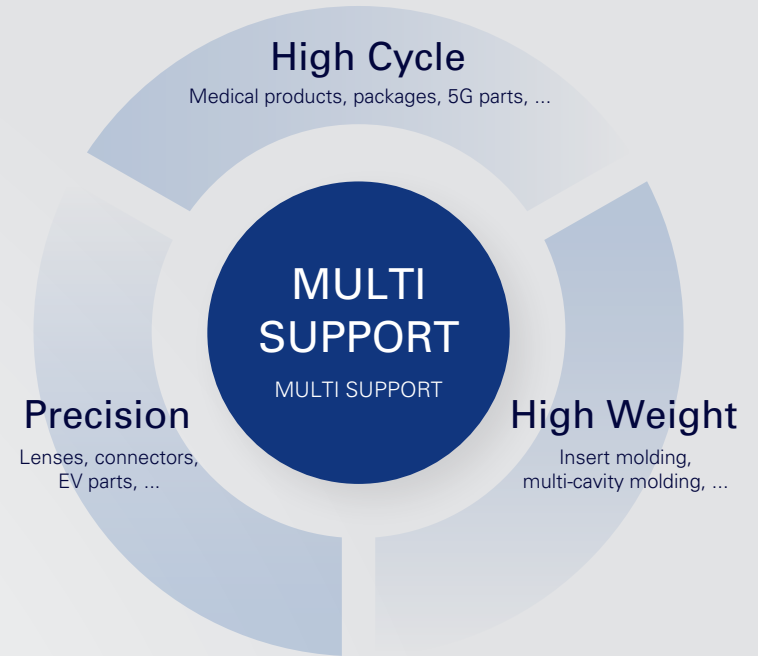 High Cycle
Medical products, packages, 5G parts, ...
MULTI
SUPPORT
MULTI SUPPORT
Precision
Lenses, connectors,
EV parts, ...
High Weight
Insert molding,
multi-cavity molding, ...